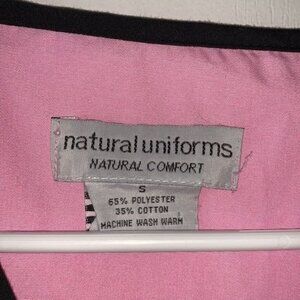 natural uniforms
NATURAL COMFORT
S
65% POLYESTER
35% COTTON
MACHINE WASH WARM